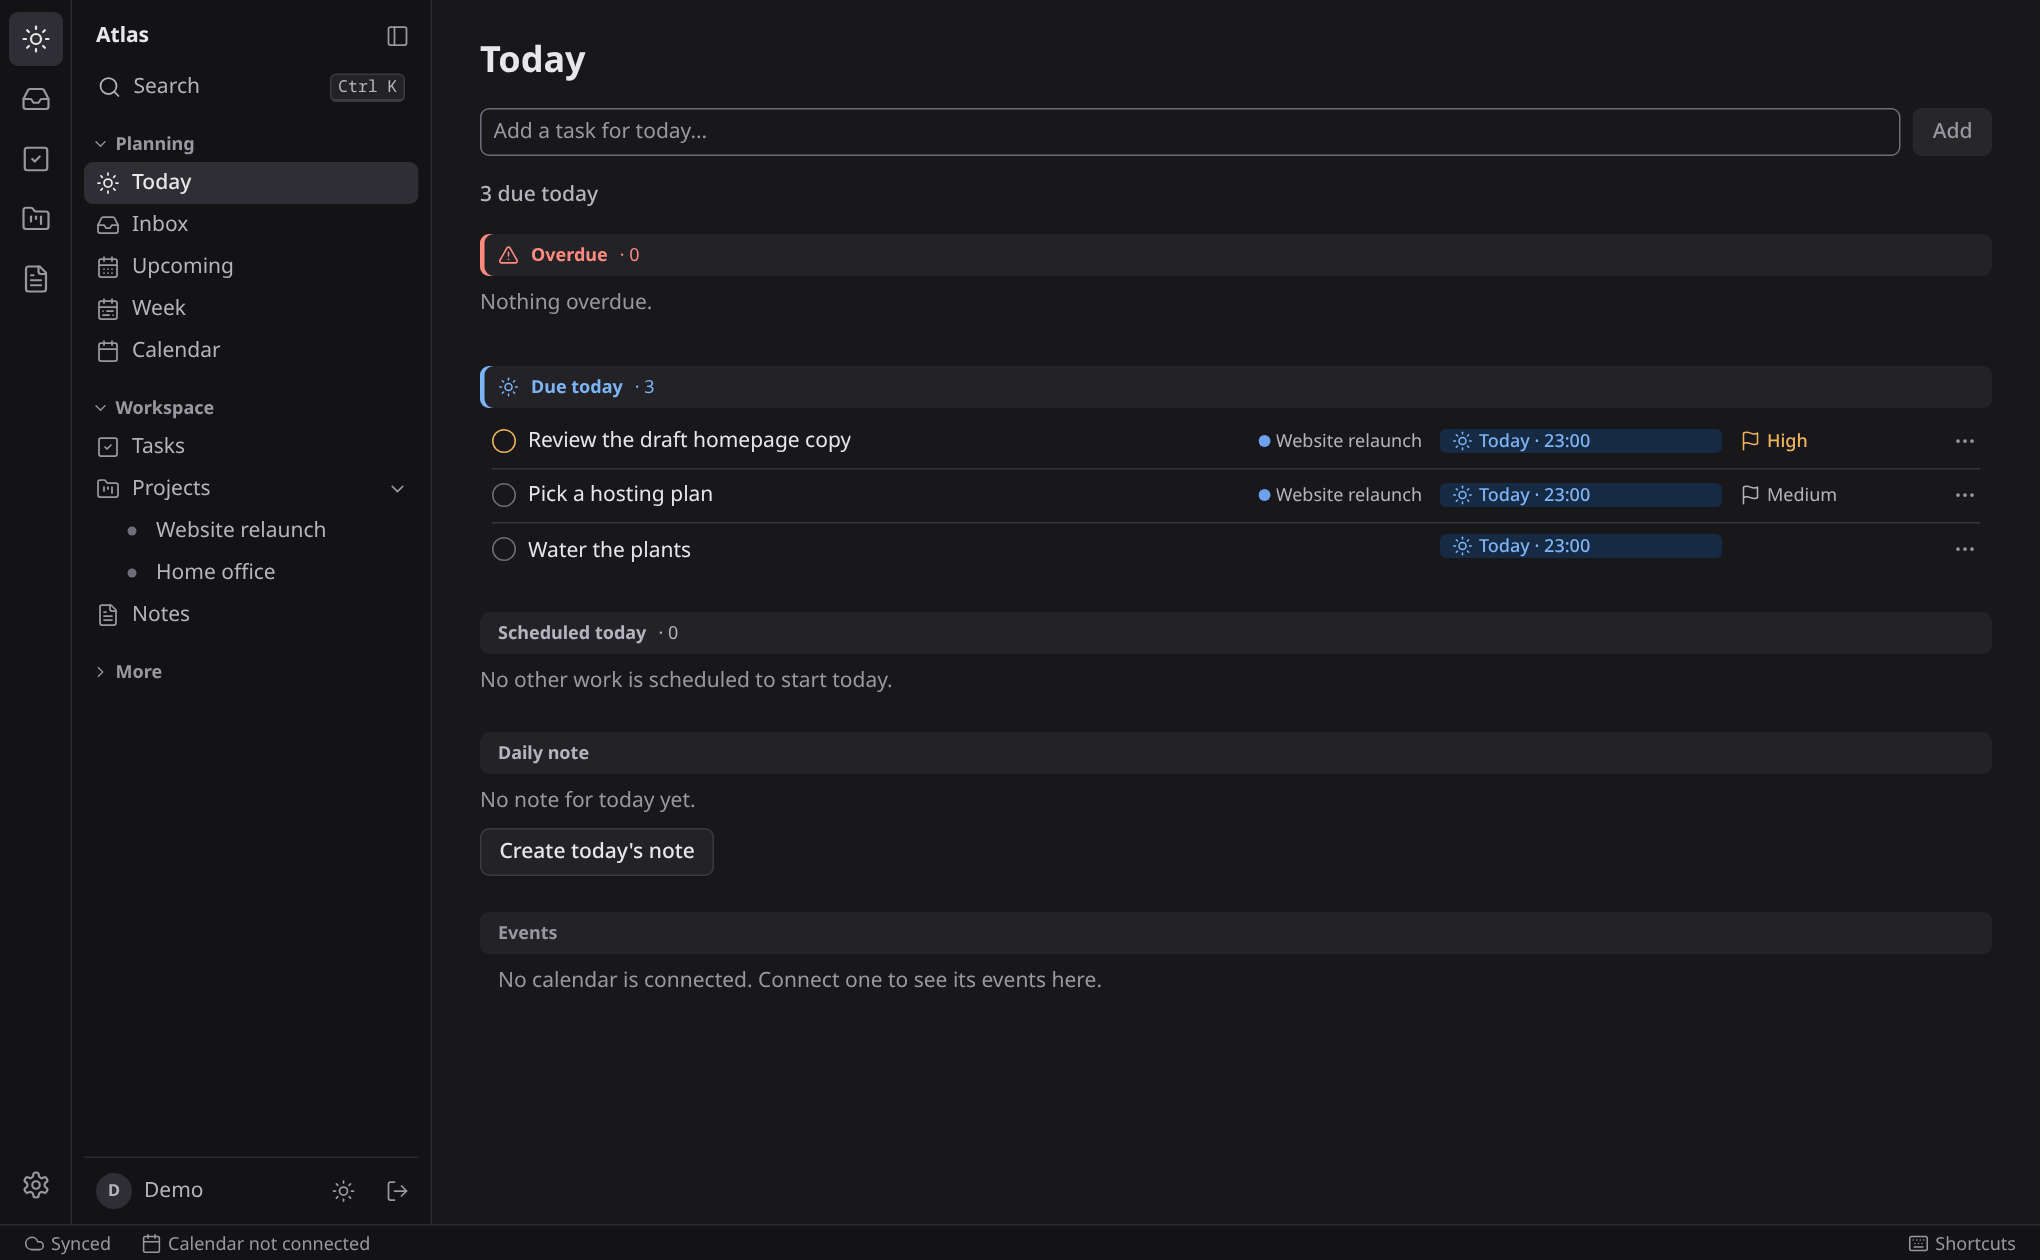 Atlas
Search Ctrl K
Planning
Today
Inbox
Upcoming
Week
Calendar
Workspace
Tasks
Projects
Website relaunch
Home office
Notes
More
D Demo
Today
Add a task for today... Add
3 due today
Overdue · 0
Nothing overdue.
Due today · 3
Review the draft homepage copy Website relaunch Today · 23:00 High
Pick a hosting plan Website relaunch Today · 23:00 Medium
Water the plants Today · 23:00
Scheduled today · 0
No other work is scheduled to start today.
Daily note
No note for today yet.
Create today's note
Events
No calendar is connected. Connect one to see its events here.
Synced Calendar not connected Shortcuts